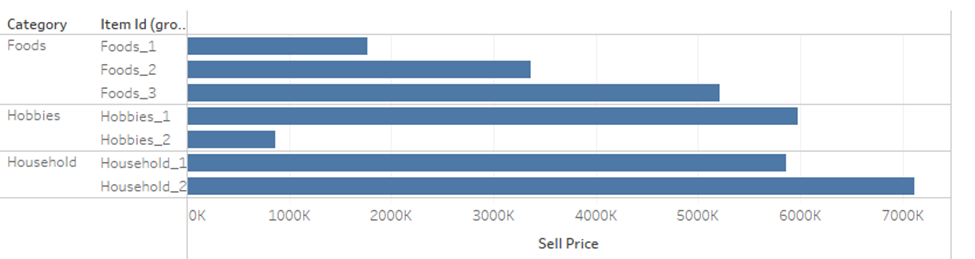 Category Item Id (gro..
Foods Foods_1
Foods_2
Foods_3
Hobbies Hobbies_1
Hobbies_2
Household Household_1
Household_2
0K 1000K 2000K 3000K 4000K 5000K 6000K 7000K
Sell Price